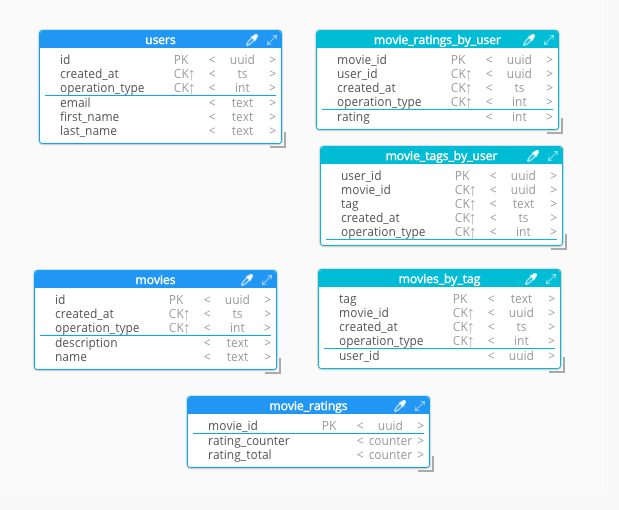 users
id PK < uuid >
created_at CK↑ < ts >
operation_type CK↑ < int >
email < text >
first_name < text >
last_name < text >
movie_ratings_by_user
movie_id PK < uuid >
user_id CK↑ < uuid >
created_at CK↑ < ts >
operation_type CK↑ < int >
rating < int >
movie_tags_by_user
user_id PK < uuid >
movie_id CK↑ < uuid >
tag CK↑ < text >
created_at CK↑ < ts >
operation_type CK↑ < int >
movies
id PK < uuid >
created_at CK↑ < ts >
operation_type CK↑ < int >
description < text >
name < text >
movies_by_tag
tag PK < text >
movie_id CK↑ < uuid >
created_at CK↑ < ts >
operation_type CK↑ < int >
user_id < uuid >
movie_ratings
movie_id PK < uuid >
rating_counter < counter >
rating_total < counter >